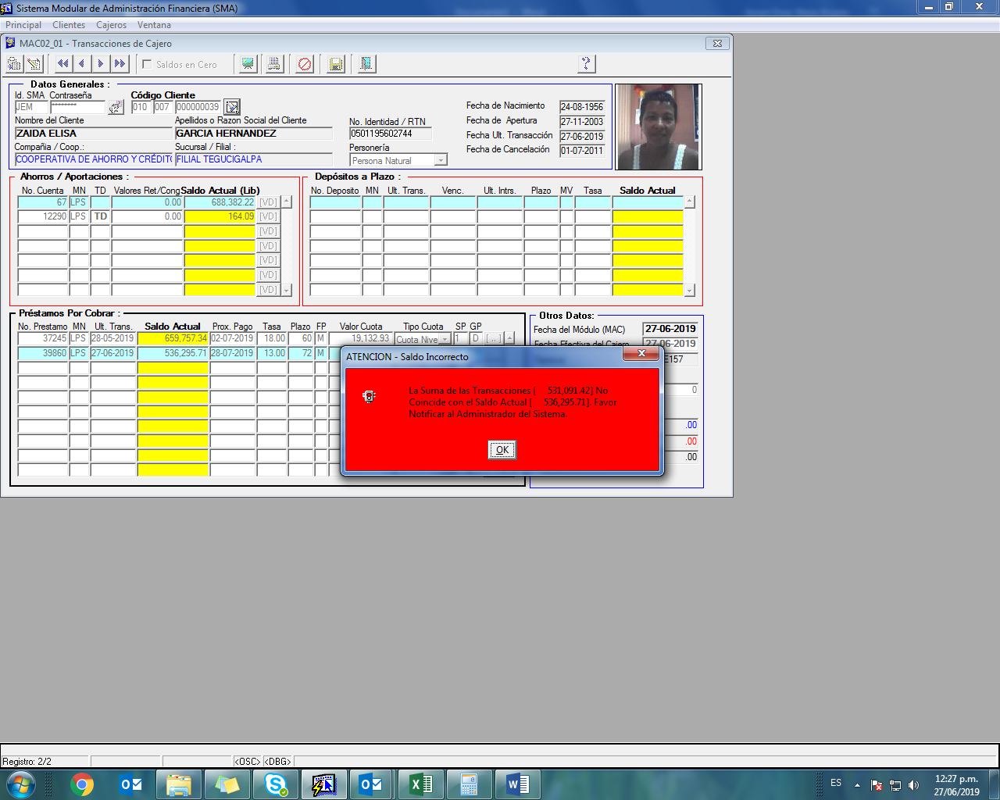 Sistema Modular de Administración Financiera (SMA)
Principal Clientes Cajeros Ventana
MAC02_01 - Transacciones de Cajero
Saldos en Cero
Datos Generales :
Id. SMA Contraseña Código Cliente
JEM ******** 010 007 000000039
Nombre del Cliente Apellidos o Razon Social del Cliente No. Identidad / RTN
ZAIDA ELISA GARCIA HERNANDEZ 0501195602744
Compañia / Coop.: Sucursal / Filial : Personería
COOPERATIVA DE AHORRO Y CRÉDIT FILIAL TEGUCIGALPA Persona Natural
Fecha de Nacimiento 24-08-1956
Fecha de Apertura 27-11-2003
Fecha Ult. Transacción 27-06-2019
Fecha de Cancelación 01-07-2011
Ahorros / Aportaciones :
No. Cuenta MN TD Valores Ret/Cong Saldo Actual (Lib)
67 LPS 0.00 688,382.22 [VD]
12290 LPS TD 0.00 164.09 [VD]
[VD]
[VD]
[VD]
[VD]
[VD]
Depósitos a Plazo :
No. Deposito MN Ult. Trans. Venc. Ult. Intrs. Plazo MV Tasa Saldo Actual
Préstamos Por Cobrar :
No. Prestamo MN Ult. Trans. Saldo Actual Prox. Pago Tasa Plazo FP Valor Cuota Tipo Cuota SP GP
37245 LPS 28-05-2019 659,757.34 02-07-2019 18.00 60 M 19,132.93 Cuota Nive 1 D [ .. ]
39860 LPS 27-06-2019 536,295.71 28-07-2019 13.00 72 M
Otros Datos:
Fecha del Módulo (MAC) 27-06-2019
Fecha Efectiva del Cajero 27-06-2019
E157
0
.00
.00
.00
ATENCION - Saldo Incorrecto
La Suma de las Transacciones [ 531,091.42] No
Coincide con el Saldo Actual [ 536,295.71]. Favor
Notificar al Administrador del Sistema.
OK
Registro: 2/2 <OSC> <DBG>
ES 12:27 p.m.
27/06/2019